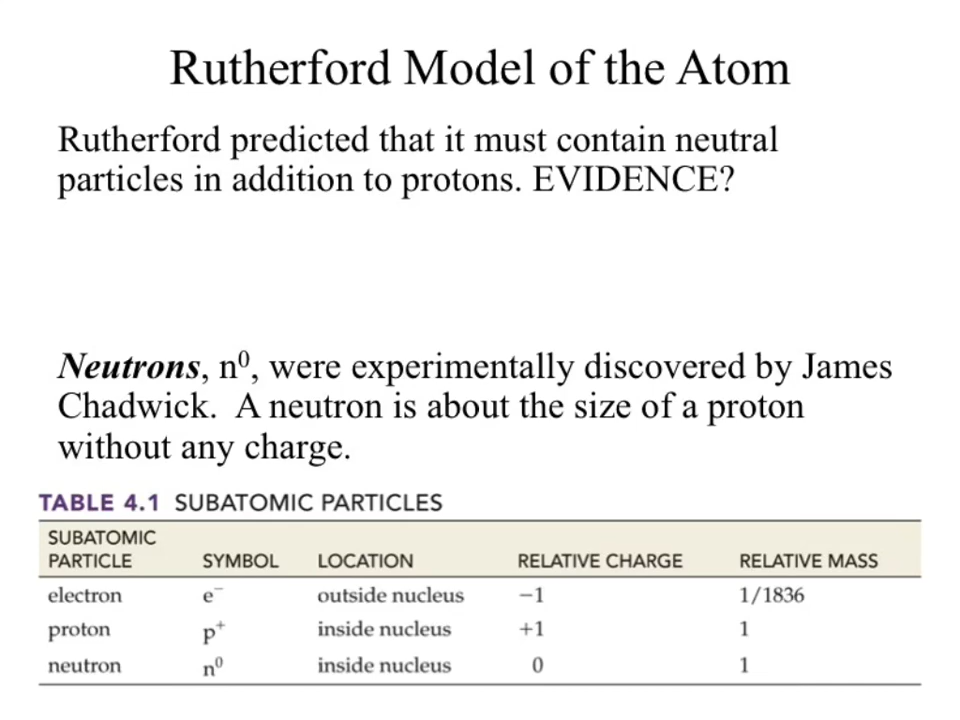 Rutherford Model of the Atom
Rutherford predicted that it must contain neutral
particles in addition to protons. EVIDENCE?
Neutrons, n⁰, were experimentally discovered by James
Chadwick.  A neutron is about the size of a proton
without any charge.
TABLE 4.1 SUBATOMIC PARTICLES
SUBATOMIC
PARTICLE SYMBOL LOCATION RELATIVE CHARGE RELATIVE MASS
electron e⁻ outside nucleus −1 1/1836
proton p⁺ inside nucleus +1 1
neutron n⁰ inside nucleus 0 1